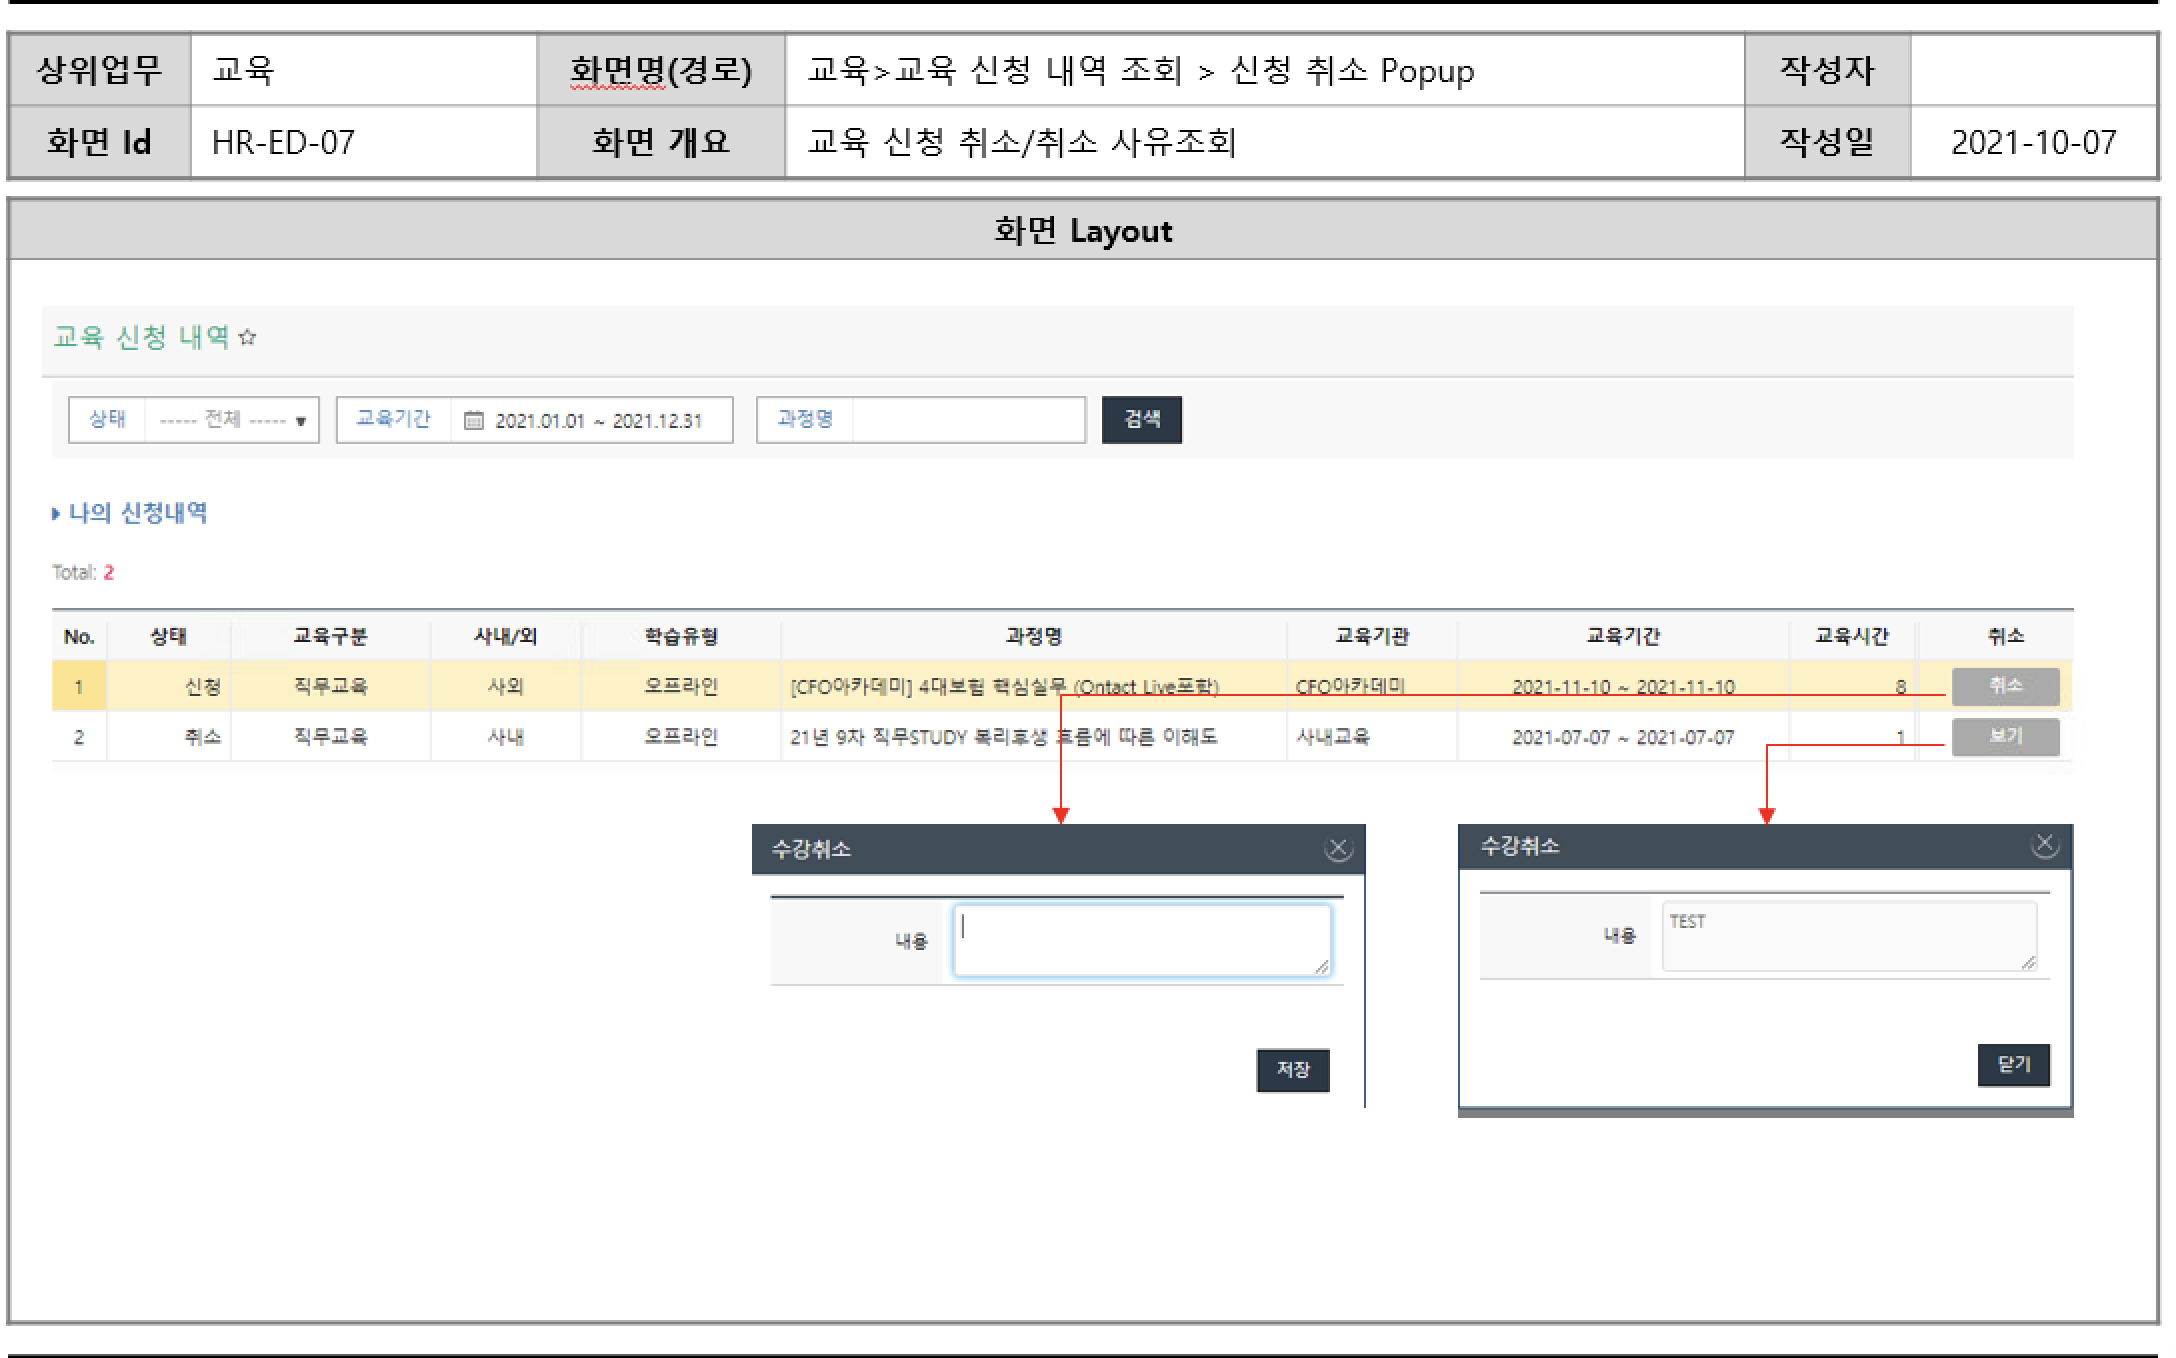 상위업무 교육 화면명(경로) 교육>교육 신청 내역 조회 > 신청 취소 Popup 작성자
화면 Id HR-ED-07 화면 개요 교육 신청 취소/취소 사유조회 작성일 2021-10-07
화면 Layout
교육 신청 내역 ☆
상태 ----- 전체 ----- ▼ 교육기간 2021.01.01 ~ 2021.12.31 과정명 검색
나의 신청내역
Total: 2
No. 상태 교육구분 사내/외 학습유형 과정명 교육기관 교육기간 교육시간 취소
1 신청 직무교육 사외 오프라인 [CFO아카데미] 4대보험 핵심실무 (Ontact Live포함) CFO아카데미 2021-11-10 ~ 2021-11-10 8 취소
2 취소 직무교육 사내 오프라인 21년 9차 직무STUDY 복리후생 흐름에 따른 이해도 사내교육 2021-07-07 ~ 2021-07-07 1 보기
수강취소
내용
저장
수강취소
내용 TEST
닫기